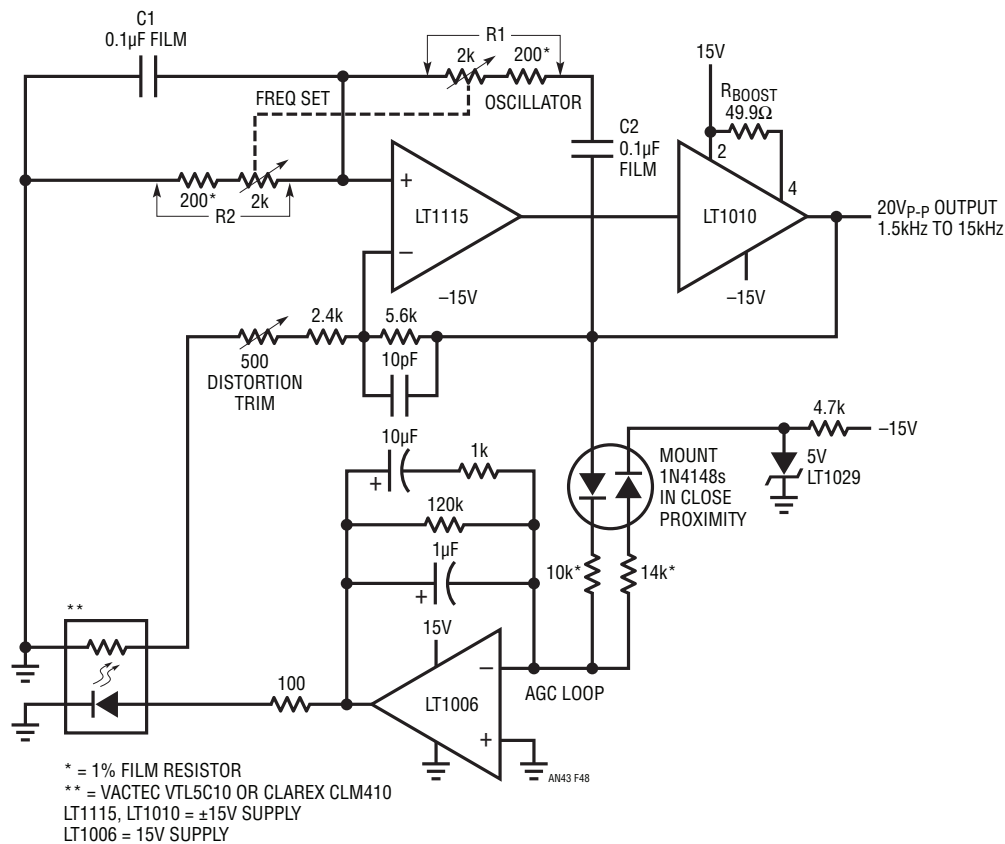 C1
0.1µF FILM
R1
2k
200*
FREQ SET
OSCILLATOR
C2
0.1µF
FILM
15V
RBOOST
49.9Ω
2
4
200*
2k
R2
+
LT1115
−
–15V
LT1010
–15V
20VP-P OUTPUT
1.5kHz TO 15kHz
500
DISTORTION
TRIM
2.4k
5.6k
10pF
10µF
+
1k
120k
1µF
+
MOUNT
1N4148s
IN CLOSE
PROXIMITY
4.7k
–15V
5V
LT1029
10k*
14k*
**
100
15V
LT1006
−
+
AGC LOOP
AN43 F48
* = 1% FILM RESISTOR
** = VACTEC VTL5C10 OR CLAREX CLM410
LT1115, LT1010 = ±15V SUPPLY
LT1006 = 15V SUPPLY